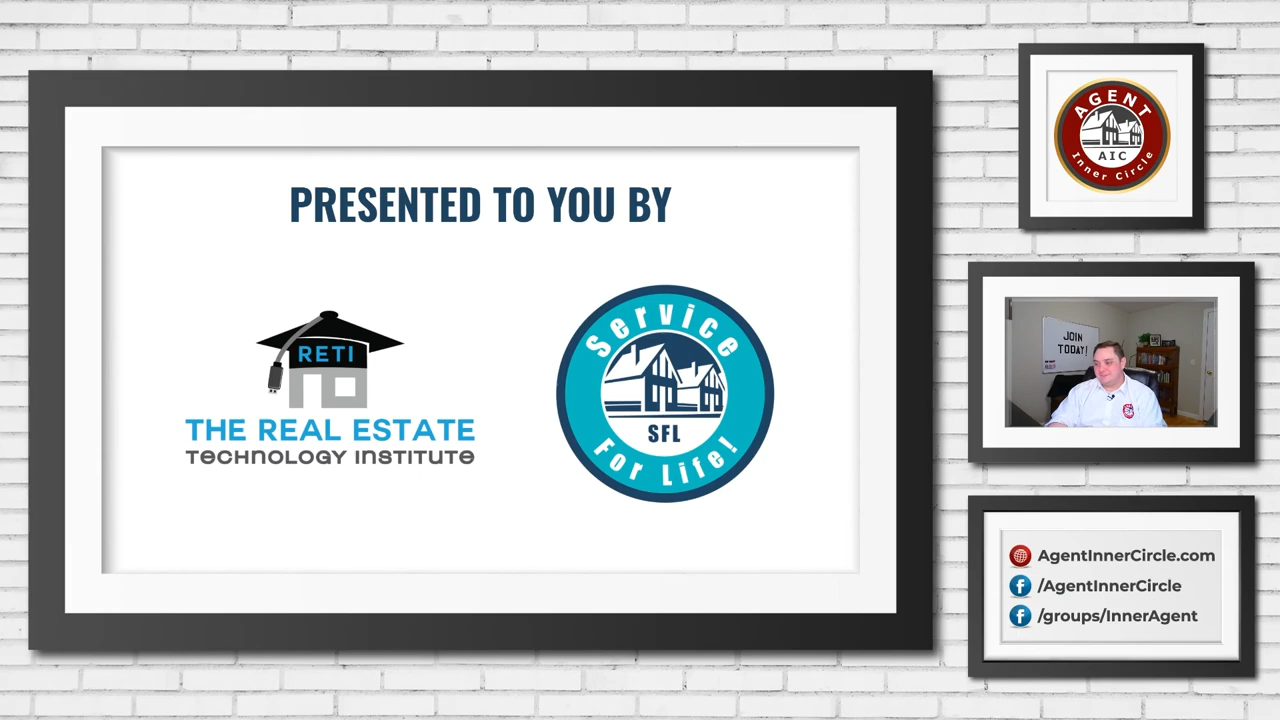 PRESENTED TO YOU BY
RETI
THE REAL ESTATE
TECHNOLOGY INSTITUTE
Service
SFL
For Life!
AGENT
AIC
Inner Circle
JOIN
TODAY!
AgentInnerCircle.com
/AgentInnerCircle
/groups/InnerAgent